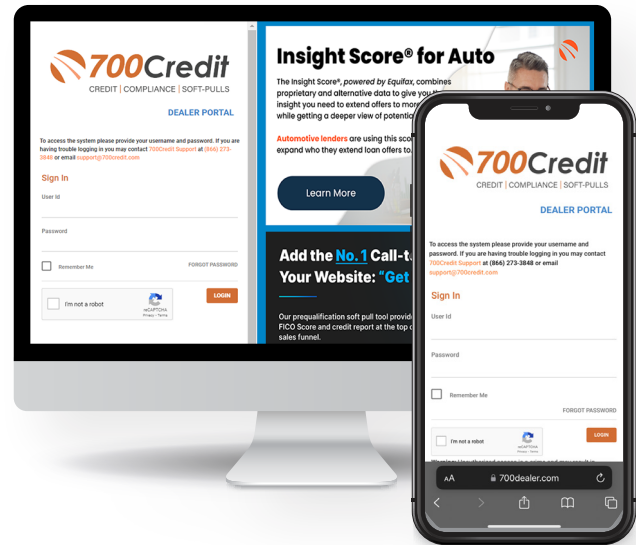 700Credit
CREDIT | COMPLIANCE | SOFT-PULLS
DEALER PORTAL
To access the system please provide your username and password. If you are
having trouble logging in you may contact 700Credit Support at (866) 273-
3848 or email support@700credit.com
Sign In
User Id
Password
Remember Me
FORGOT PASSWORD
I'm not a robot
reCAPTCHA
Privacy - Terms
LOGIN
Insight Score® for Auto
The Insight Score®, powered by Equifax, combines
proprietary and alternative data to give you th
insight you need to extend offers to more
while getting a deeper view of potentia
Automotive lenders are using this sco
expand who they extend loan offers to.
Learn More
Add the No. 1 Call-t
Your Website: "Get
Our prequalification soft pull tool provide
FICO Score and credit report at the top o
sales funnel.
700Credit
CREDIT | COMPLIANCE | SOFT-PULLS
DEALER PORTAL
To access the system please provide your username and
password. If you are having trouble logging in you may contact
700Credit Support at (866) 273-3848 or email
support@700credit.com
Sign In
User Id
Password
Remember Me
FORGOT PASSWORD
I'm not a robot
reCAPTCHA
Privacy - Terms
LOGIN
AA
700dealer.com